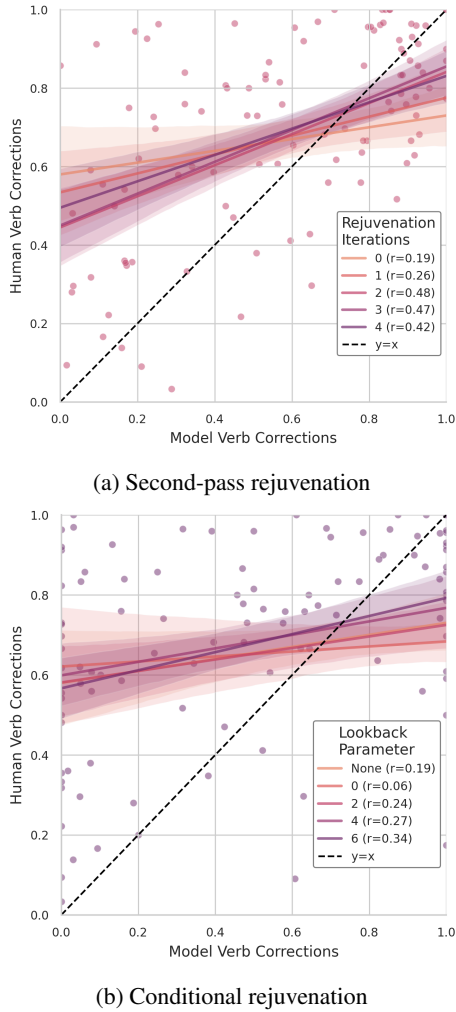 1.0
0.8
0.6
0.4
0.2
0.0
Human Verb Corrections
Rejuvenation
Iterations
0 (r=0.19)
1 (r=0.26)
2 (r=0.48)
3 (r=0.47)
4 (r=0.42)
y=x
0.0 0.2 0.4 0.6 0.8 1.0
Model Verb Corrections
(a) Second-pass rejuvenation
1.0
0.8
0.6
0.4
0.2
0.0
Human Verb Corrections
Lookback
Parameter
None (r=0.19)
0 (r=0.06)
2 (r=0.24)
4 (r=0.27)
6 (r=0.34)
y=x
0.0 0.2 0.4 0.6 0.8 1.0
Model Verb Corrections
(b) Conditional rejuvenation